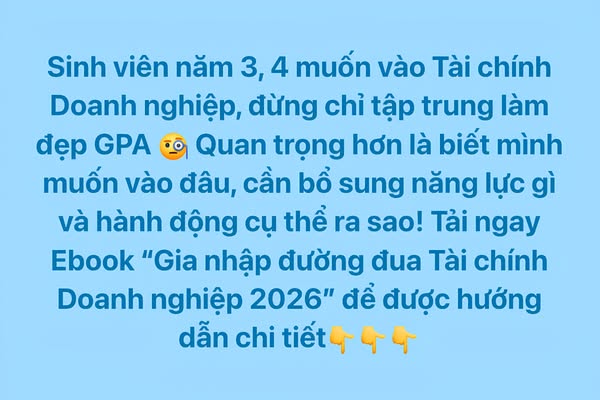 Sinh viên năm 3, 4 muốn vào Tài chính
Doanh nghiệp, đừng chỉ tập trung làm
đẹp GPA 🧐 Quan trọng hơn là biết mình
muốn vào đâu, cần bổ sung năng lực gì
và hành động cụ thể ra sao! Tải ngay
Ebook “Gia nhập đường đua Tài chính
Doanh nghiệp 2026” để được hướng
dẫn chi tiết👇👇👇